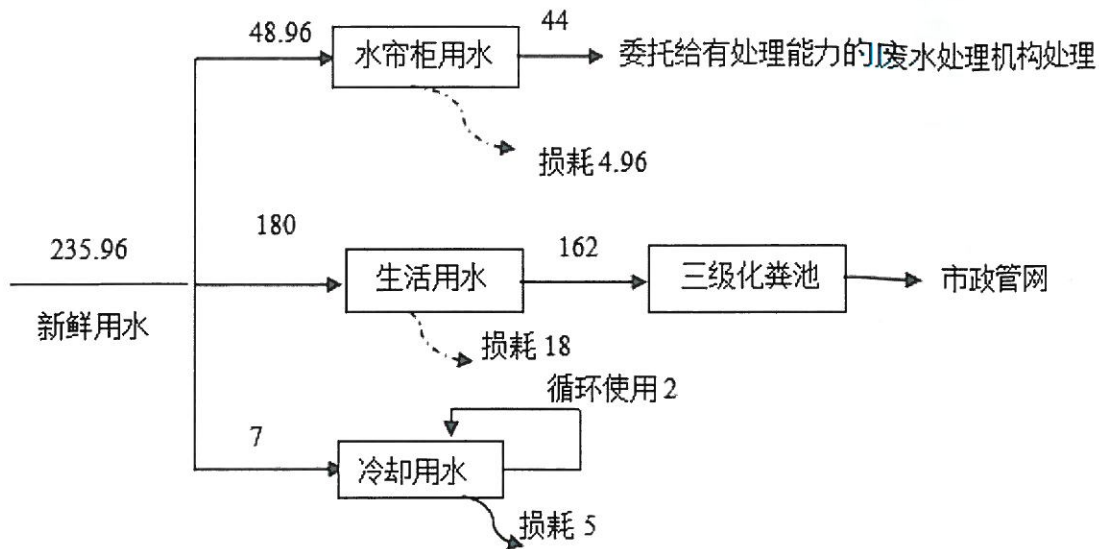 48.96
水帘柜用水
44
委托给有处理能力的废水处理机构处理
损耗4.96
235.96
新鲜用水
180
生活用水
162
三级化粪池
市政管网
损耗18
循环使用2
7
冷却用水
损耗 5